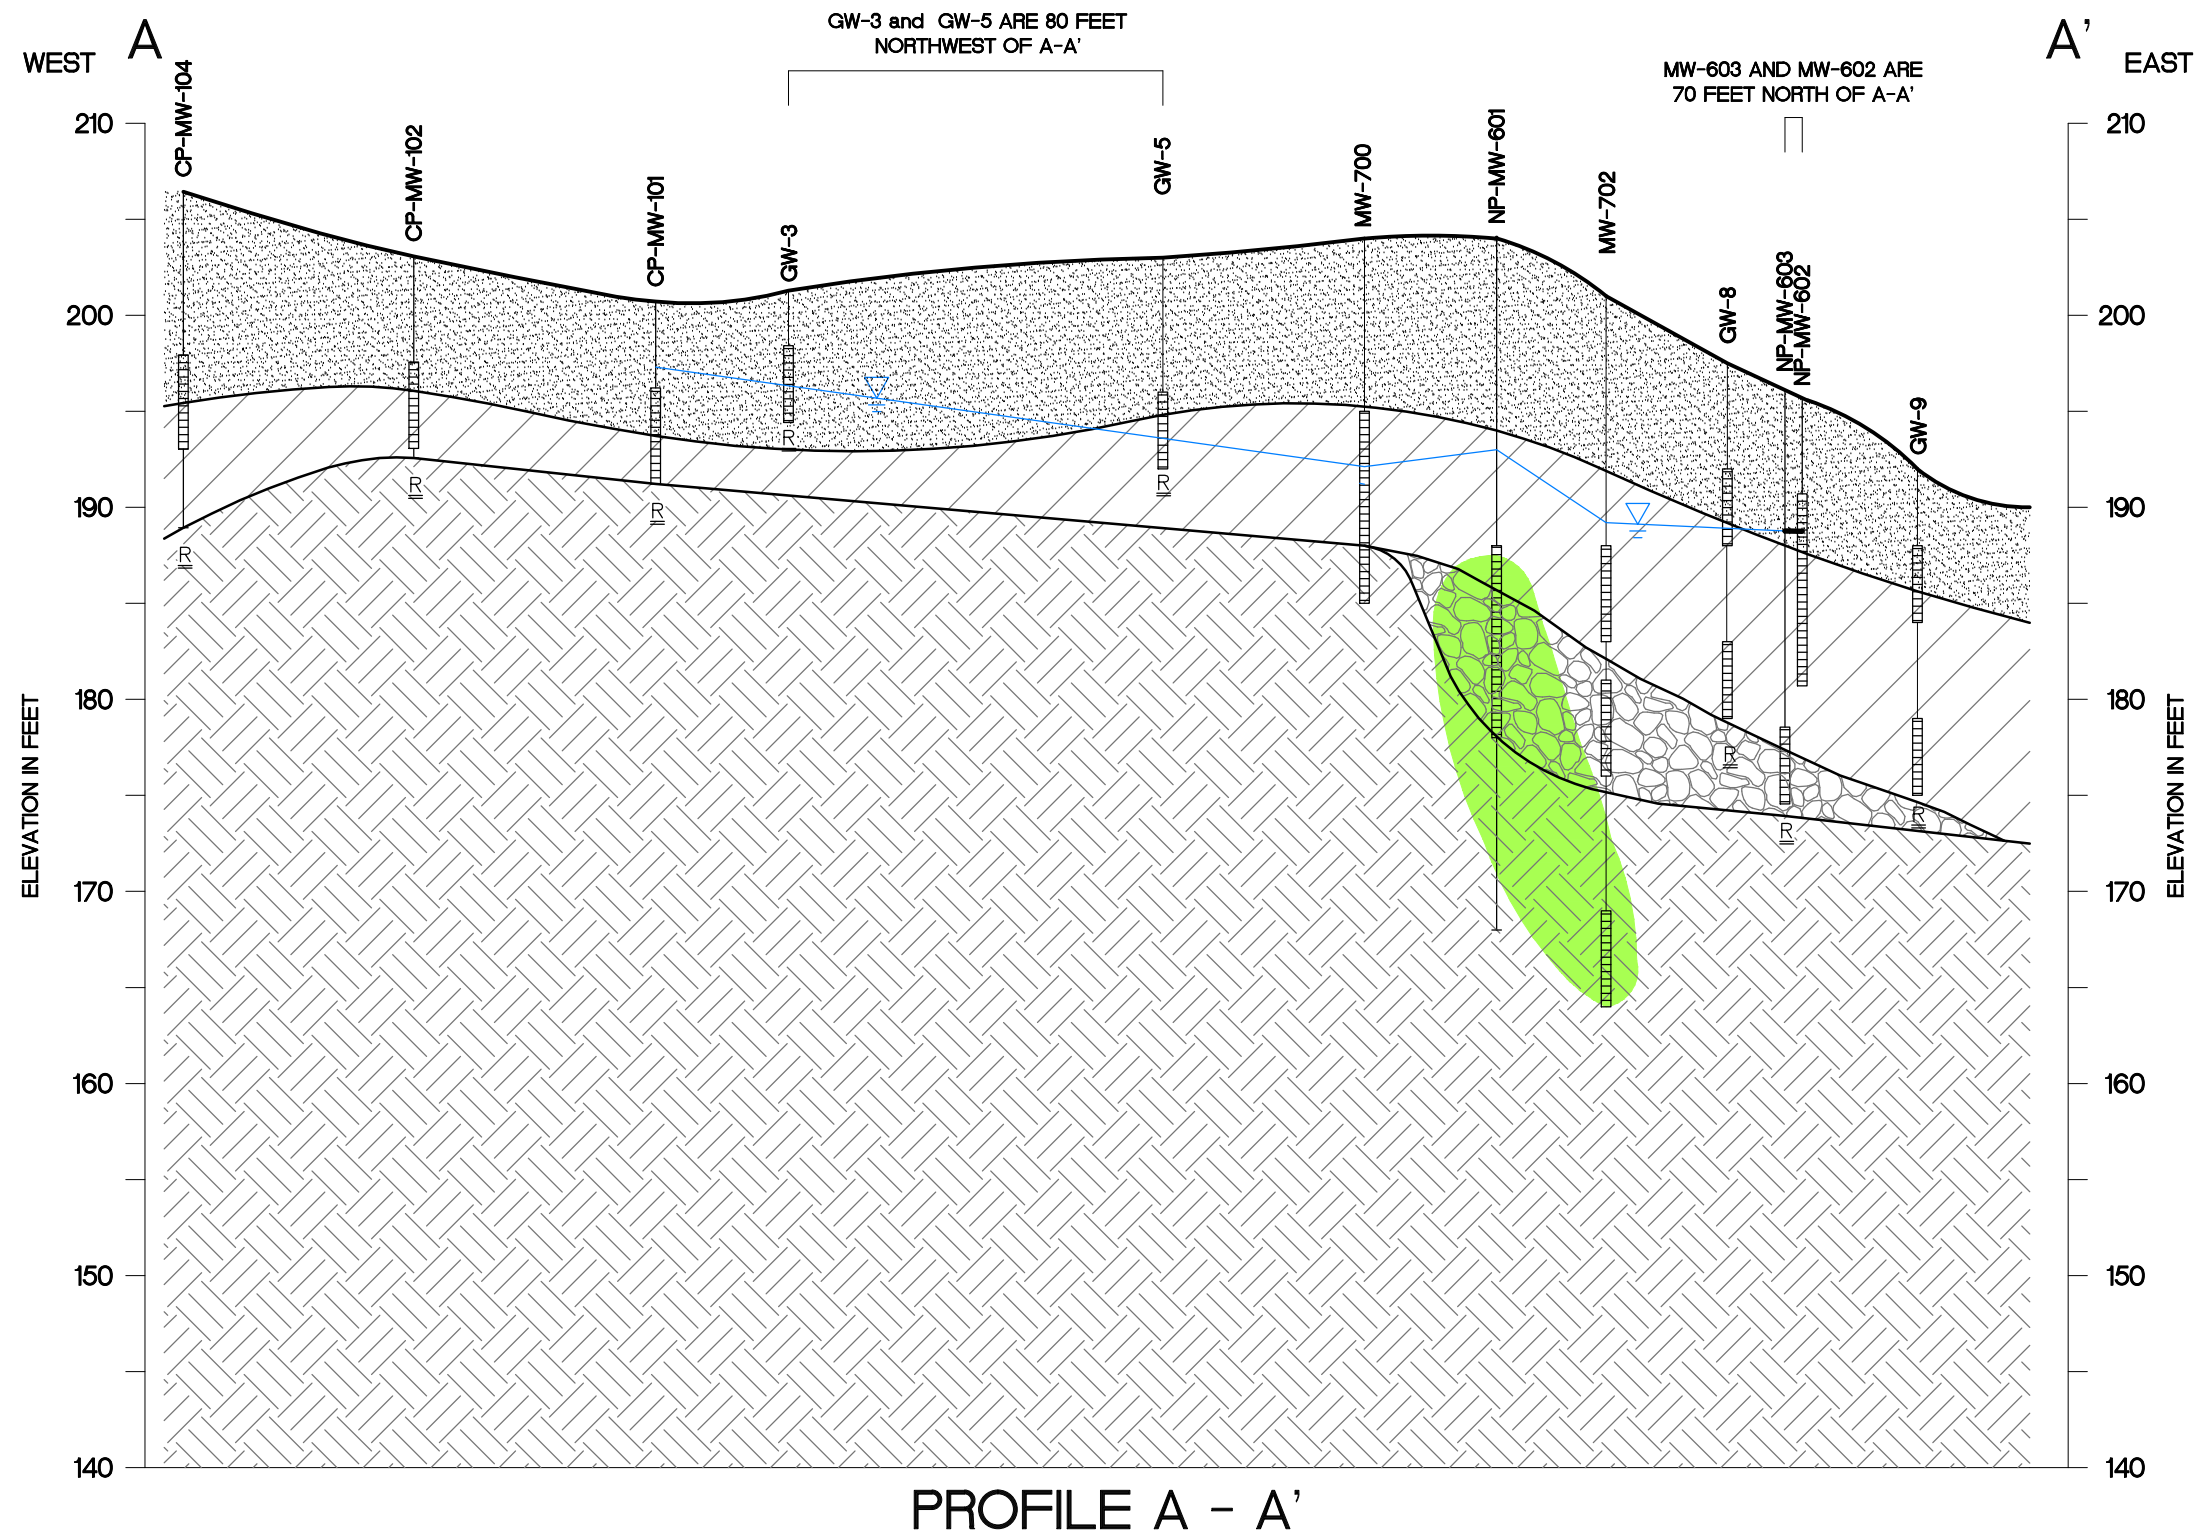 A
A'
WEST
EAST
GW-3 and GW-5 ARE 80 FEET
NORTHWEST OF A-A'
MW-603 AND MW-602 ARE
70 FEET NORTH OF A-A'
CP-MW-104
CP-MW-102
CP-MW-101
GW-3
GW-5
MW-700
NP-MW-601
MW-702
GW-8
NP-MW-603
NP-MW-602
GW-9
210
200
190
180
170
160
150
140
ELEVATION IN FEET
R
R
R
R
R
R
R
R
210
200
190
180
170
160
150
140
ELEVATION IN FEET
PROFILE A - A'